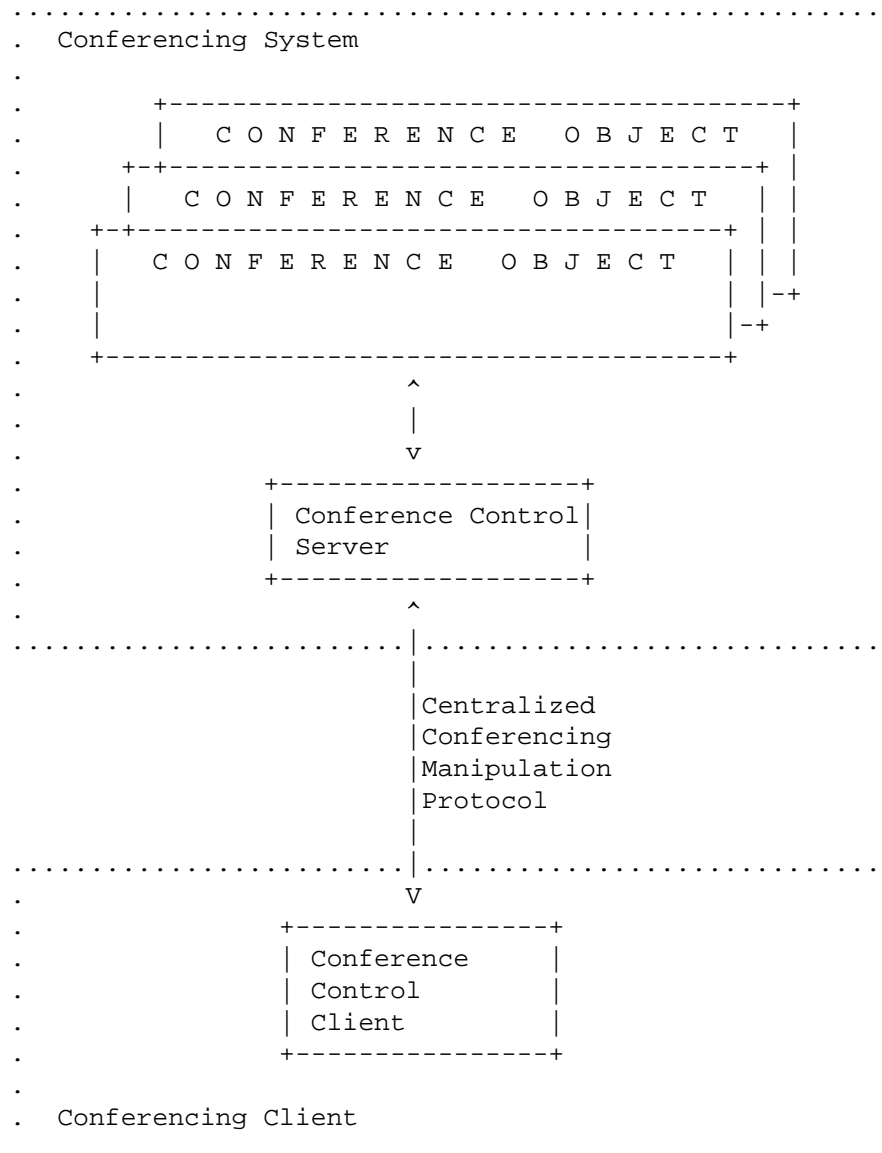 Conferencing System
C O N F E R E N C E   O B J E C T
C O N F E R E N C E   O B J E C T
C O N F E R E N C E   O B J E C T
Conference Control
Server
Centralized
Conferencing
Manipulation
Protocol
Conference
Control
Client
Conferencing Client